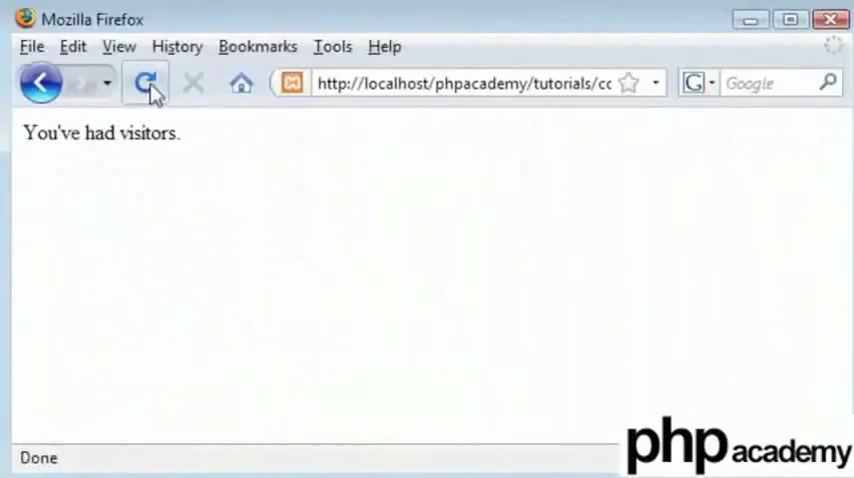 Mozilla Firefox
File Edit View History Bookmarks Tools Help
http://localhost/phpacademy/tutorials/cc G Google
You've had visitors.
Done
php academy